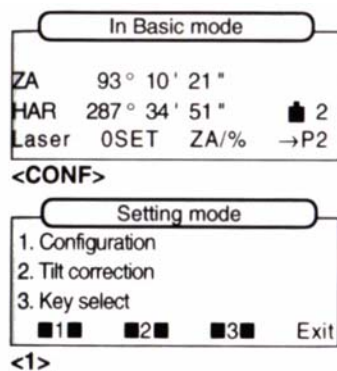 In Basic mode
ZA 93° 10' 21"
HAR 287° 34' 51" 2
Laser 0SET ZA/% →P2
<CONF>
Setting mode
1. Configuration
2. Tilt correction
3. Key select
■1■ ■2■ ■3■ Exit
<1>